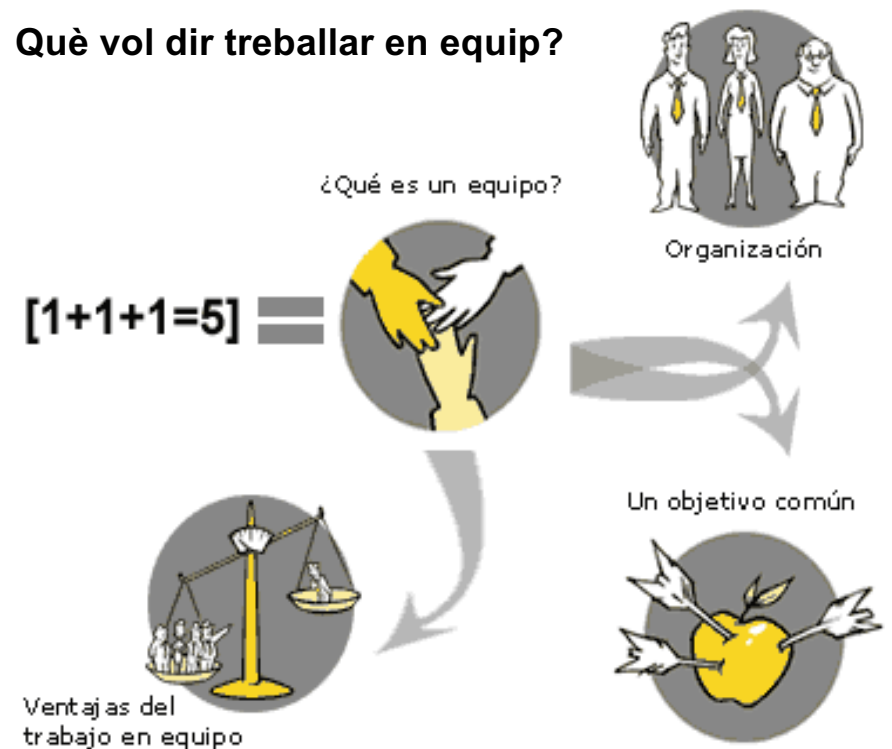 Què vol dir treballar en equip?
¿Qué es un equipo?
Organización
[1+1+1=5]
Un objetivo común
Ventajas del
trabajo en equipo